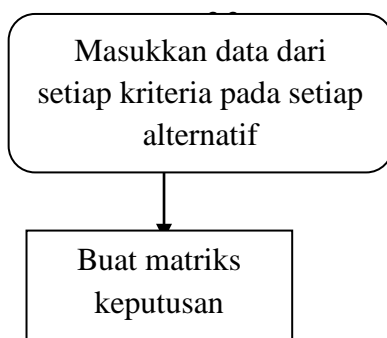 Masukkan data dari
setiap kriteria pada setiap
alternatif
Buat matriks
keputusan